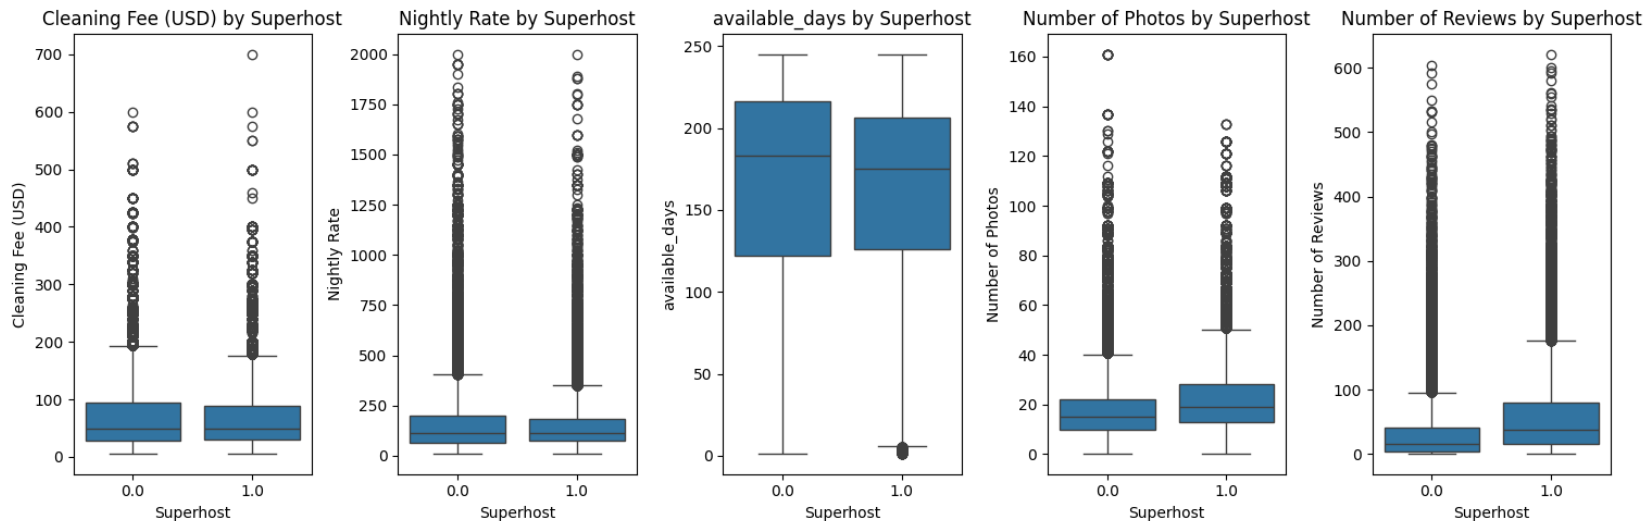 Cleaning Fee (USD) by Superhost
Cleaning Fee (USD)
700
600
500
400
300
200
100
0
0.0 1.0
Superhost
Nightly Rate by Superhost
Nightly Rate
2000
1750
1500
1250
1000
750
500
250
0
0.0 1.0
Superhost
available_days by Superhost
available_days
250
200
150
100
50
0
0.0 1.0
Superhost
Number of Photos by Superhost
Number of Photos
160
140
120
100
80
60
40
20
0
0.0 1.0
Superhost
Number of Reviews by Superhost
Number of Reviews
600
500
400
300
200
100
0
0.0 1.0
Superhost